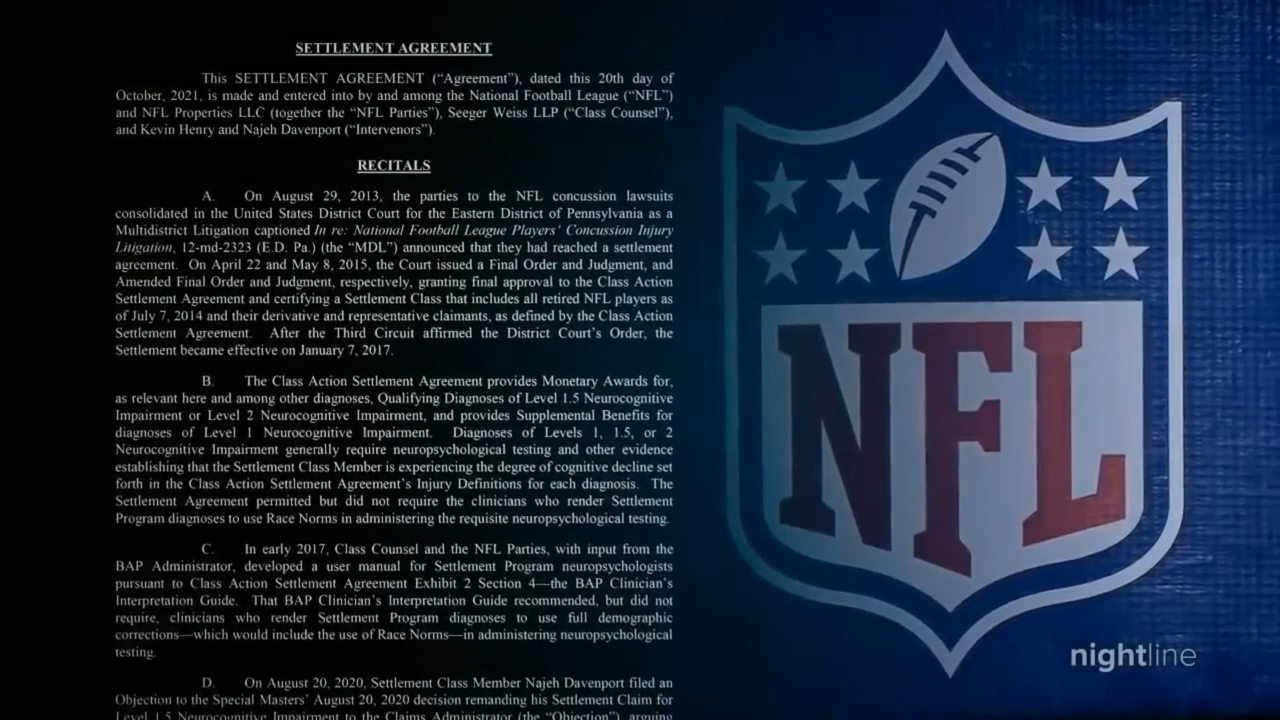 SETTLEMENT AGREEMENT
This SETTLEMENT AGREEMENT (“Agreement”), dated this 20th day of
October, 2021, is made and entered into by and among the National Football League (“NFL”)
and NFL Properties LLC (together the “NFL Parties”), Seeger Weiss LLP (“Class Counsel”),
and Kevin Henry and Najeh Davenport (“Intervenors”).
RECITALS
A. On August 29, 2013, the parties to the NFL concussion lawsuits
consolidated in the United States District Court for the Eastern District of Pennsylvania as a
Multidistrict Litigation captioned In re: National Football League Players’ Concussion Injury
Litigation, 12-md-2323 (E.D. Pa.) (the “MDL”) announced that they had reached a settlement
agreement. On April 22 and May 8, 2015, the Court issued a Final Order and Judgment, and
Amended Final Order and Judgment, respectively, granting final approval to the Class Action
Settlement Agreement and certifying a Settlement Class that includes all retired NFL players as
of July 7, 2014 and their derivative and representative claimants, as defined by the Class Action
Settlement Agreement. After the Third Circuit affirmed the District Court’s Order, the
Settlement became effective on January 7, 2017.
B. The Class Action Settlement Agreement provides Monetary Awards for,
as relevant here and among other diagnoses, Qualifying Diagnoses of Level 1.5 Neurocognitive
Impairment or Level 2 Neurocognitive Impairment, and provides Supplemental Benefits for
diagnoses of Level 1 Neurocognitive Impairment. Diagnoses of Levels 1, 1.5, or 2
Neurocognitive Impairment generally require neuropsychological testing and other evidence
establishing that the Settlement Class Member is experiencing the degree of cognitive decline set
forth in the Class Action Settlement Agreement’s Injury Definitions for each diagnosis. The
Settlement Agreement permitted but did not require the clinicians who render Settlement
Program diagnoses to use Race Norms in administering the requisite neuropsychological testing.
C. In early 2017, Class Counsel and the NFL Parties, with input from the
BAP Administrator, developed a user manual for Settlement Program neuropsychologists
pursuant to Class Action Settlement Agreement Exhibit 2 Section 4—the BAP Clinician’s
Interpretation Guide. That BAP Clinician’s Interpretation Guide recommended, but did not
require, clinicians who render Settlement Program diagnoses to use full demographic
corrections—which would include the use of Race Norms—in administering neuropsychological
testing.
D. On August 20, 2020, Settlement Class Member Najeh Davenport filed an
Objection to the Special Masters’ August 20, 2020 decision remanding his Settlement Claim for
Level 1.5 Neurocognitive Impairment to the Claims Administrator (the “Objection”), arguing
NFL
nightline